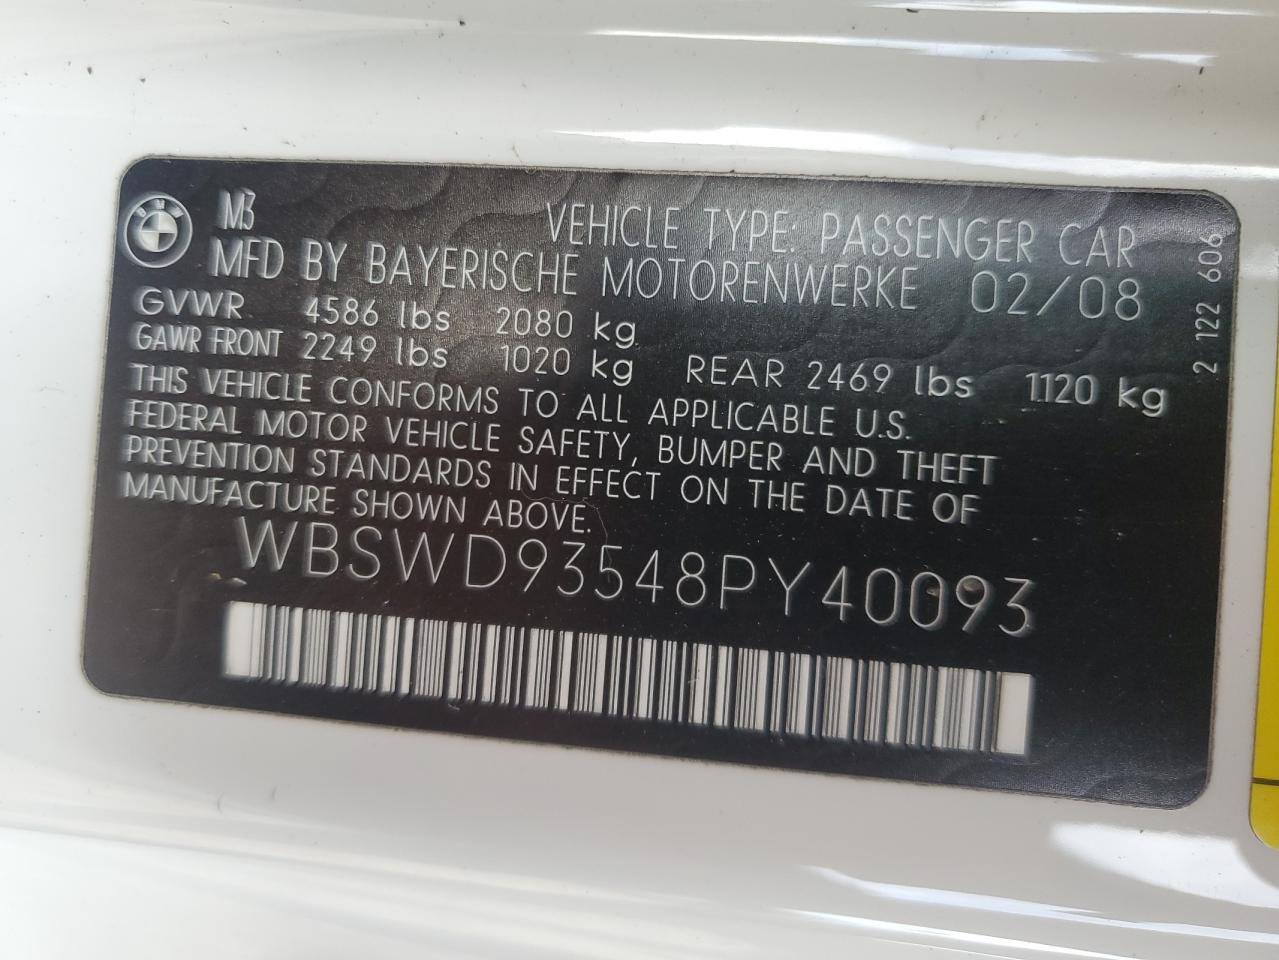 BMW
M3
VEHICLE TYPE: PASSENGER CAR
MFD BY BAYERISCHE MOTORENWERKE 02/08
GVWR 4586 lbs 2080 kg
GAWR FRONT 2249 lbs 1020 kg REAR 2469 lbs 1120 kg
THIS VEHICLE CONFORMS TO ALL APPLICABLE U.S.
FEDERAL MOTOR VEHICLE SAFETY, BUMPER AND THEFT
PREVENTION STANDARDS IN EFFECT ON THE DATE OF
MANUFACTURE SHOWN ABOVE.
WBSWD93548PY40093
2 122 606